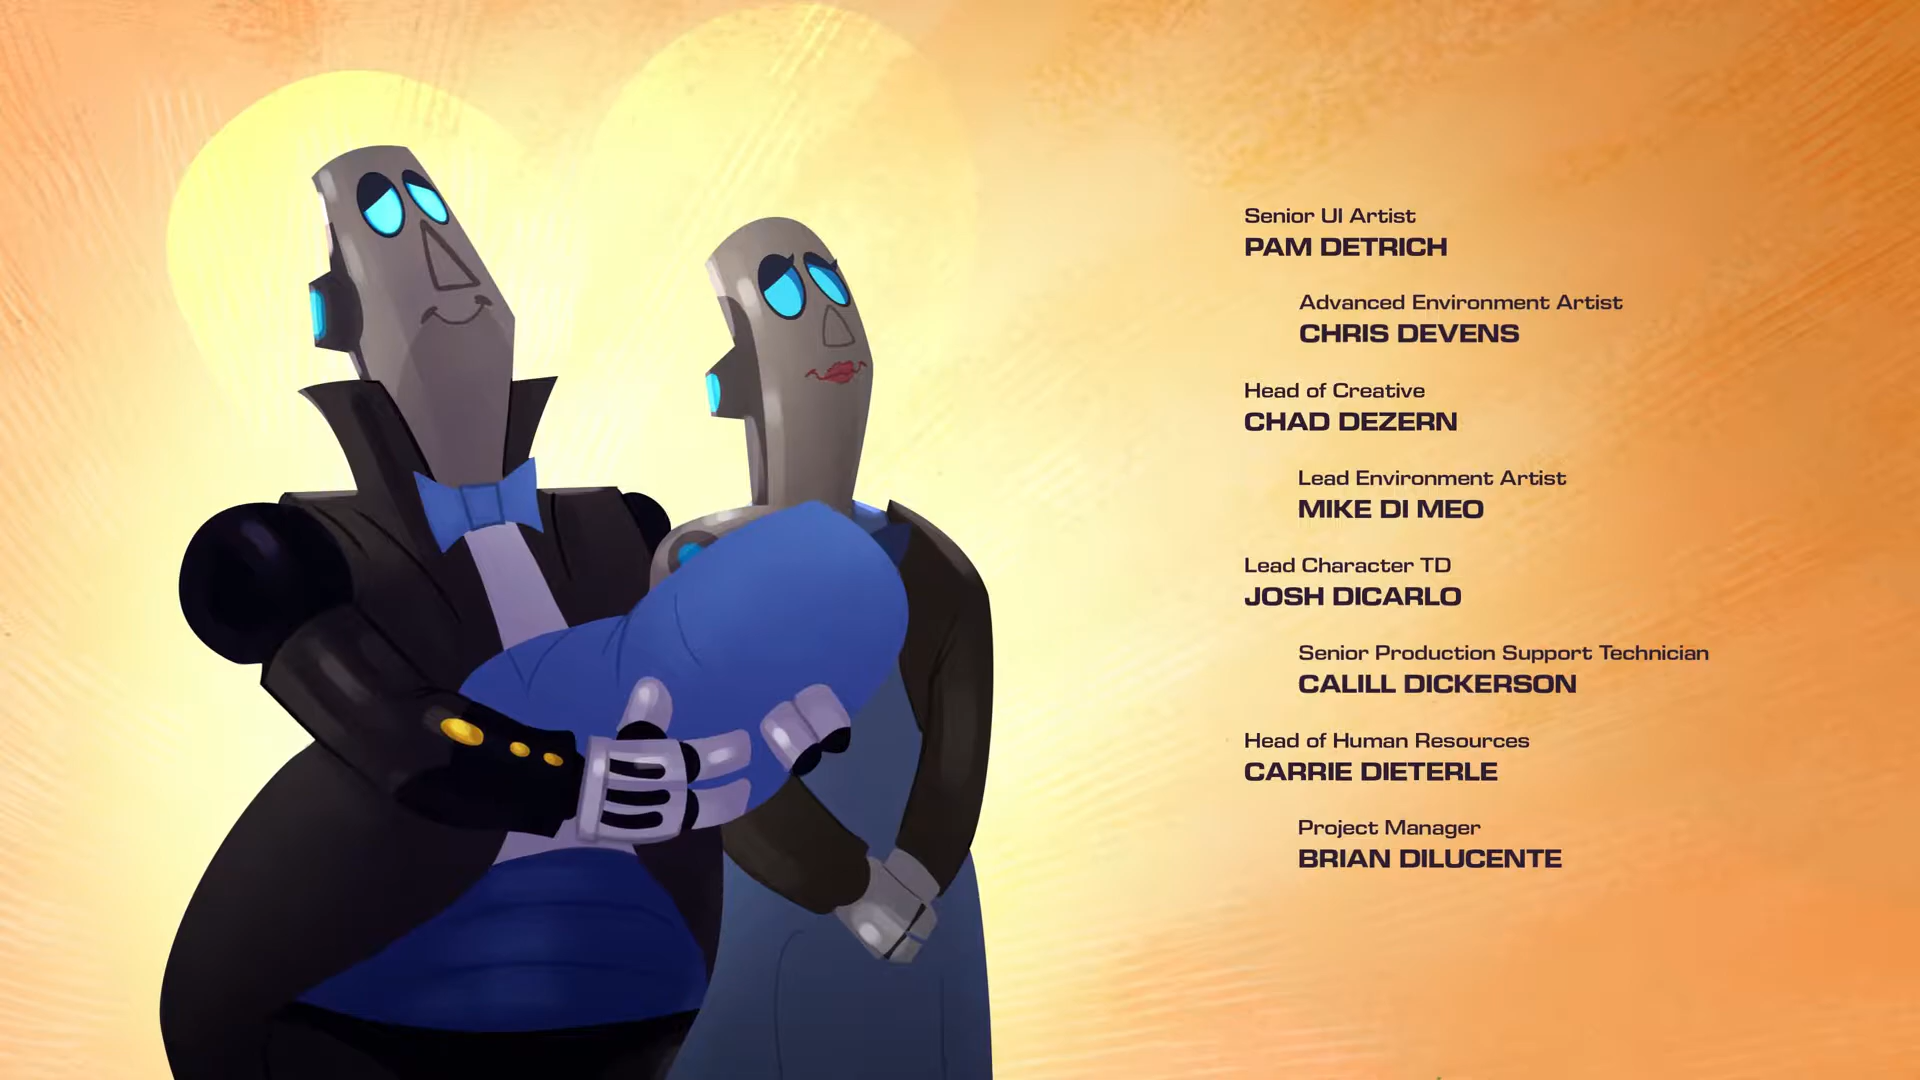 Senior UI Artist
PAM DETRICH
Advanced Environment Artist
CHRIS DEVENS
Head of Creative
CHAD DEZERN
Lead Environment Artist
MIKE DI MEO
Lead Character TD
JOSH DICARLO
Senior Production Support Technician
CALILL DICKERSON
Head of Human Resources
CARRIE DIETERLE
Project Manager
BRIAN DILUCENTE